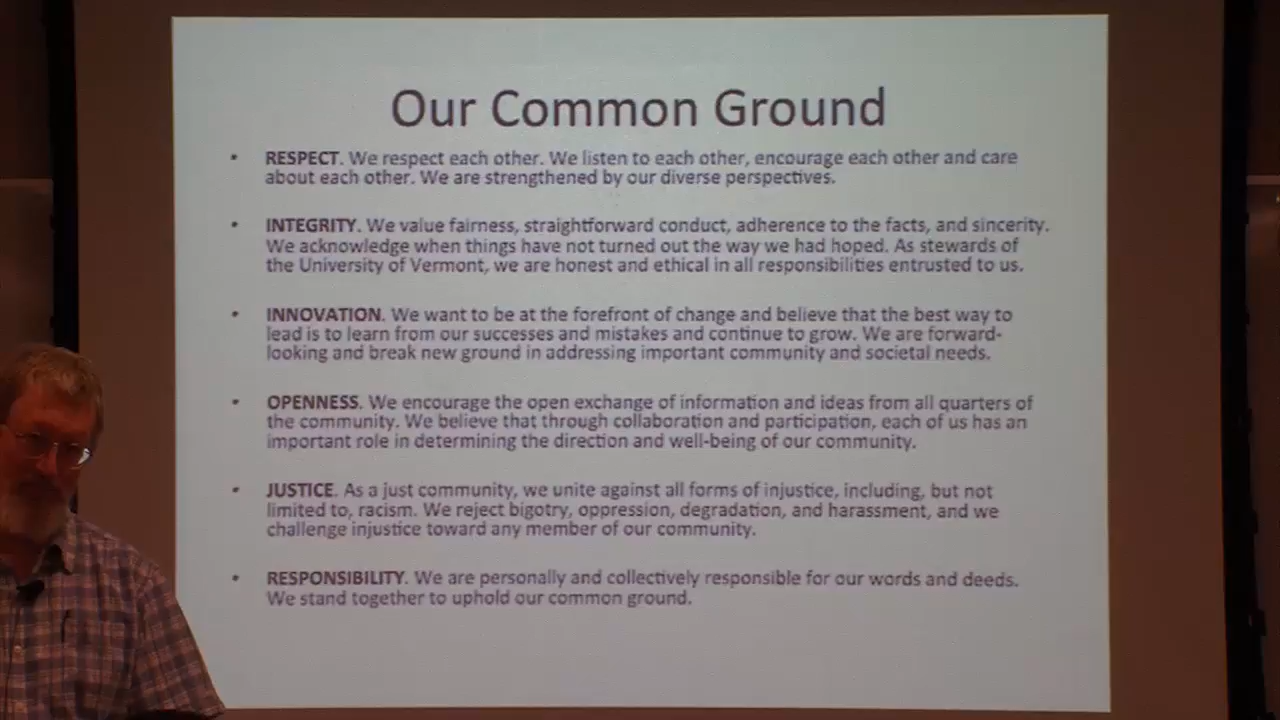 Our Common Ground
• RESPECT. We respect each other. We listen to each other, encourage each other and care
about each other. We are strengthened by our diverse perspectives.
• INTEGRITY. We value fairness, straightforward conduct, adherence to the facts, and sincerity.
We acknowledge when things have not turned out the way we had hoped. As stewards of
the University of Vermont, we are honest and ethical in all responsibilities entrusted to us.
• INNOVATION. We want to be at the forefront of change and believe that the best way to
lead is to learn from our successes and mistakes and continue to grow. We are forward-
looking and break new ground in addressing important community and societal needs.
• OPENNESS. We encourage the open exchange of information and ideas from all quarters of
the community. We believe that through collaboration and participation, each of us has an
important role in determining the direction and well-being of our community.
• JUSTICE. As a just community, we unite against all forms of injustice, including, but not
limited to, racism. We reject bigotry, oppression, degradation, and harassment, and we
challenge injustice toward any member of our community.
• RESPONSIBILITY. We are personally and collectively responsible for our words and deeds.
We stand together to uphold our common ground.